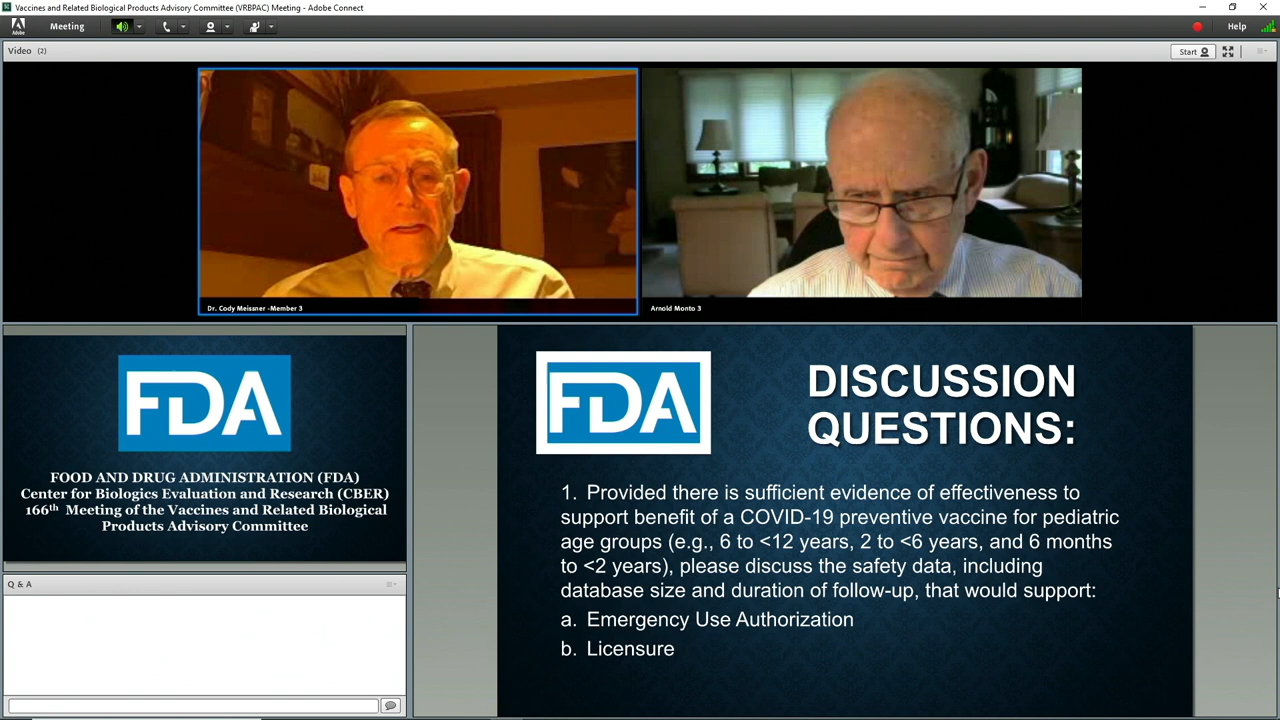 Vaccines and Related Biological Products Advisory Committee (VRBPAC) Meeting - Adobe Connect
Adobe
Meeting
Help
Video (2)
Start
Dr. Cody Meissner -Member 3
Arnold Monto 3
FDA
FOOD AND DRUG ADMINISTRATION (FDA)
Center for Biologics Evaluation and Research (CBER)
166th Meeting of the Vaccines and Related Biological
Products Advisory Committee
Q & A
FDA
DISCUSSION
QUESTIONS:
1. Provided there is sufficient evidence of effectiveness to
support benefit of a COVID-19 preventive vaccine for pediatric
age groups (e.g., 6 to <12 years, 2 to <6 years, and 6 months
to <2 years), please discuss the safety data, including
database size and duration of follow-up, that would support:
a. Emergency Use Authorization
b. Licensure